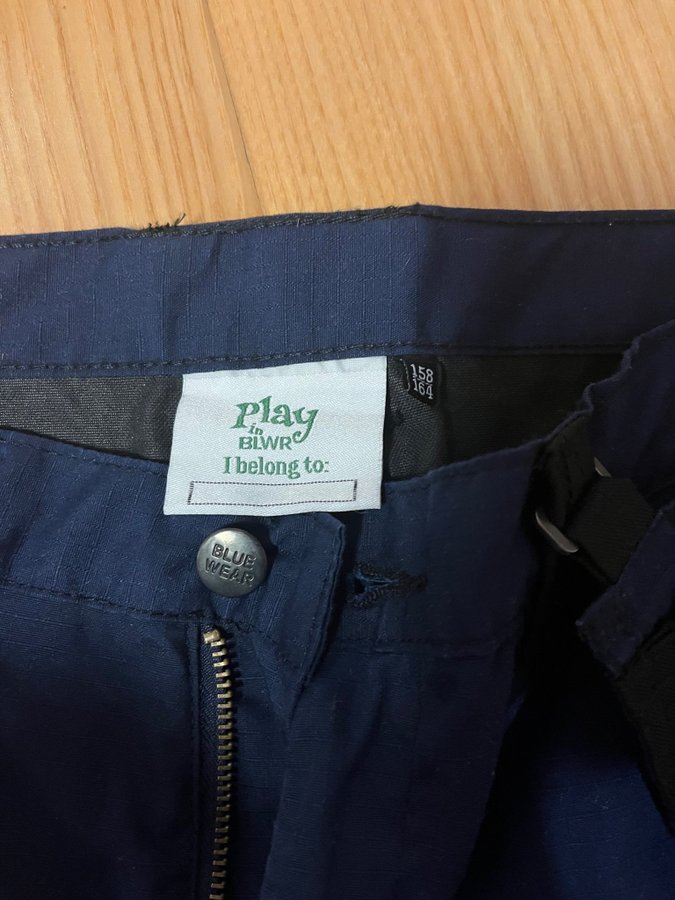 Play
in
BLWR
I belong to:
158
164
BLUE
WEAR